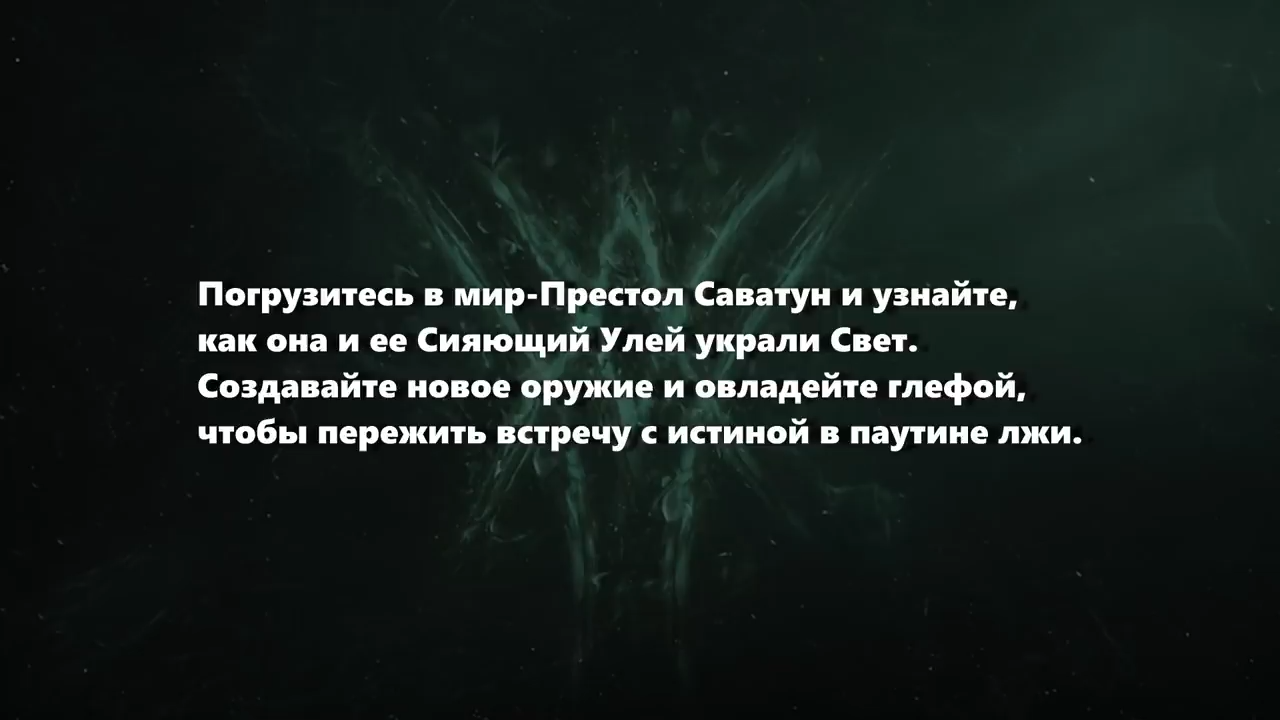 Погрузитесь в мир-Престол Саватун и узнайте,
как она и ее Сияющий Улей украли Свет.
Создавайте новое оружие и овладейте глефой,
чтобы пережить встречу с истиной в паутине лжи.